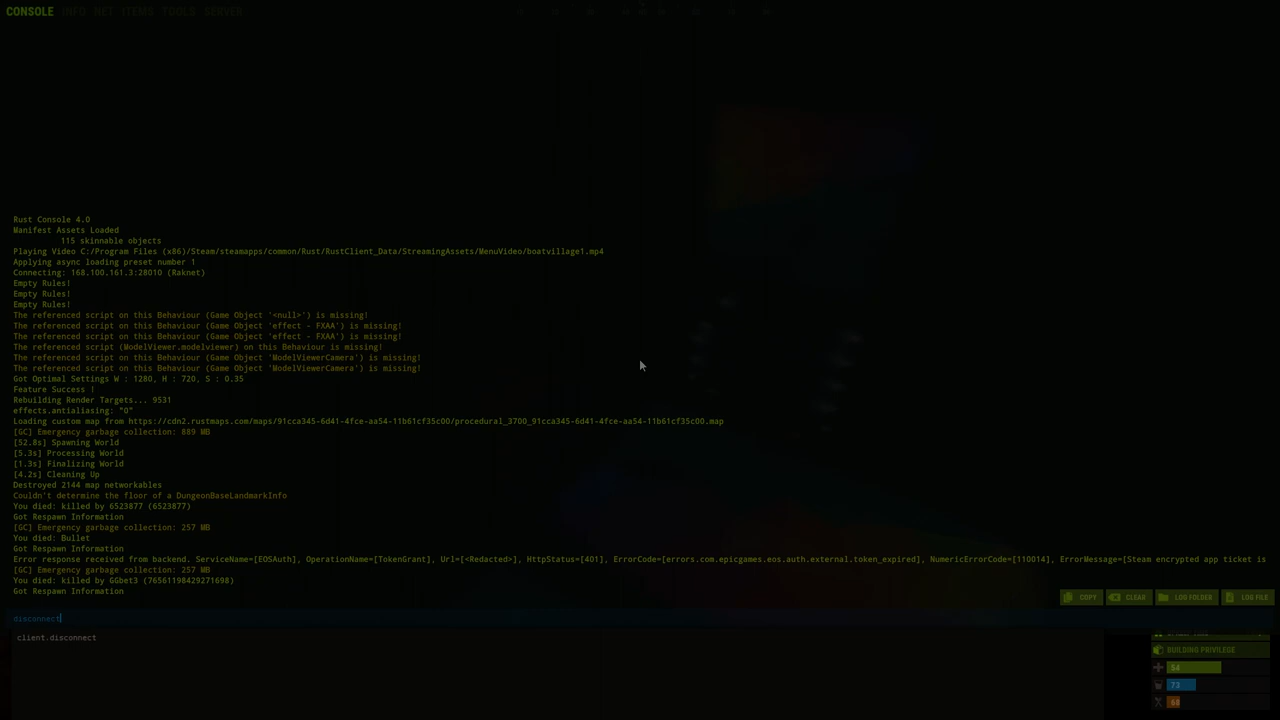 CONSOLE INFO NET ITEMS TOOLS SERVER
Rust Console 4.0
Manifest Assets Loaded
115 skinnable objects
Playing Video C:/Program Files (x86)/Steam/steamapps/common/Rust/RustClient_Data/StreamingAssets/MenuVideo/boatvillage1.mp4
Applying async loading preset number 1
Connecting: 168.100.161.3:28010 (Raknet)
Empty Rules!
Empty Rules!
Empty Rules!
The referenced script on this Behaviour (Game Object '<null>') is missing!
The referenced script on this Behaviour (Game Object 'effect - FXAA') is missing!
The referenced script on this Behaviour (Game Object 'effect - FXAA') is missing!
The referenced script (ModelViewer.modelviewer) on this Behaviour is missing!
The referenced script on this Behaviour (Game Object 'ModelViewerCamera') is missing!
The referenced script on this Behaviour (Game Object 'ModelViewerCamera') is missing!
Got Optimal Settings W : 1280, H : 720, S : 0.35
Feature Success !
Rebuilding Render Targets... 9531
effects.antialiasing: "0"
Loading custom map from https://cdn2.rustmaps.com/maps/91cca345-6d41-4fce-aa54-11b61cf35c00/procedural_3700_91cca345-6d41-4fce-aa54-11b61cf35c00.map
[GC] Emergency garbage collection: 889 MB
[52.8s] Spawning World
[5.3s] Processing World
[1.3s] Finalizing World
[4.2s] Cleaning Up
Destroyed 2144 map networkables
Couldn't determine the floor of a DungeonBaseLandmarkInfo
You died: killed by 6523877 (6523877)
Got Respawn Information
[GC] Emergency garbage collection: 257 MB
You died: Bullet
Got Respawn Information
Error response received from backend. ServiceName=[EOSAuth], OperationName=[TokenGrant], Url=[<Redacted>], HttpStatus=[401], ErrorCode=[errors.com.epicgames.eos.auth.external.token_expired], NumericErrorCode=[110014], ErrorMessage=[Steam encrypted app ticket is
[GC] Emergency garbage collection: 257 MB
You died: killed by GGbet3 (76561198429271698)
Got Respawn Information
COPY CLEAR LOG FOLDER LOG FILE
disconnect
client.disconnect
BUILDING PRIVILEGE
54
73
68